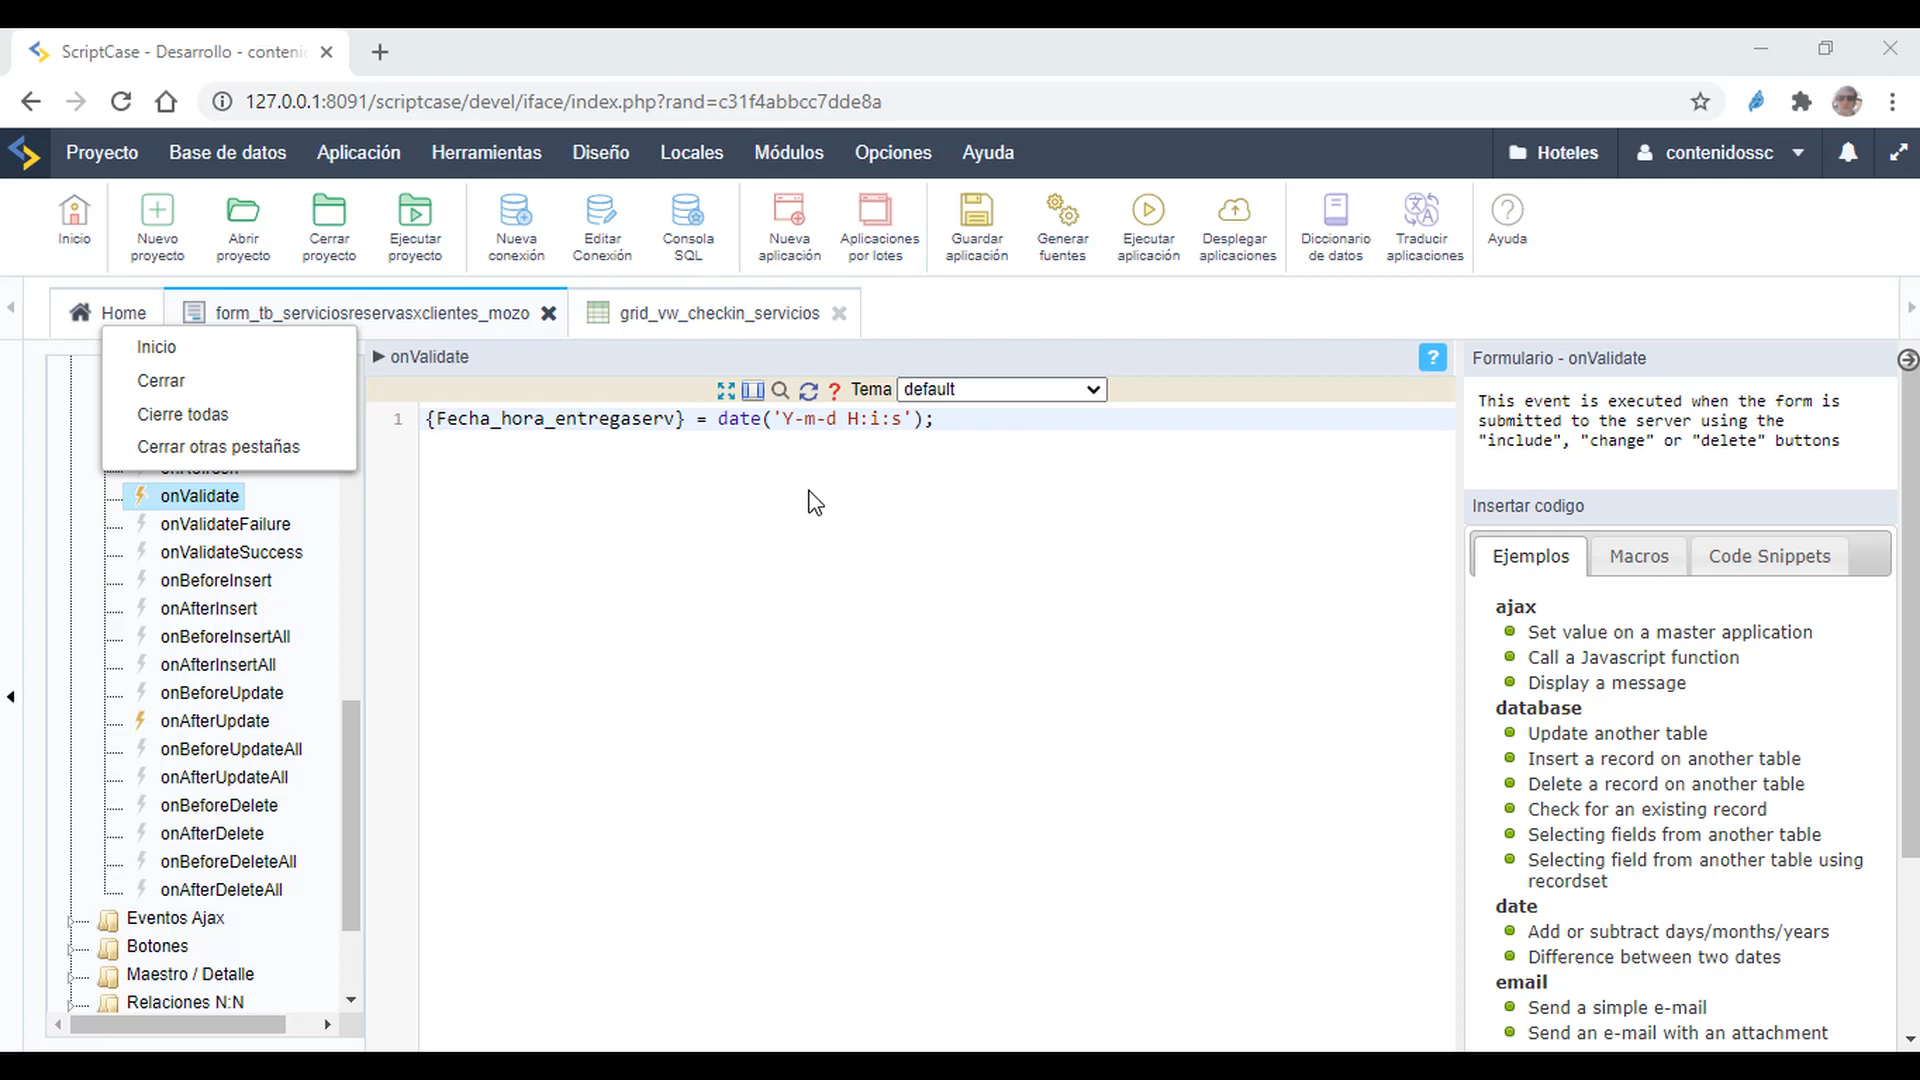 ScriptCase - Desarrollo - conteni
127.0.0.1:8091/scriptcase/devel/iface/index.php?rand=c31f4abbcc7dde8a
Proyecto Base de datos Aplicación Herramientas Diseño Locales Módulos Opciones Ayuda Hoteles contenidossc
Inicio
Nuevo proyecto
Abrir proyecto
Cerrar proyecto
Ejecutar proyecto
Nueva conexión
Editar Conexión
Consola SQL
Nueva aplicación
Aplicaciones por lotes
Guardar aplicación
Generar fuentes
Ejecutar aplicación
Desplegar aplicaciones
Diccionario de datos
Traducir aplicaciones
Ayuda
Home form_tb_serviciosreservasxclientes_mozo grid_vw_checkin_servicios
Inicio
Cerrar
Cierre todas
Cerrar otras pestañas
onRefresh
onValidate
onValidateFailure
onValidateSuccess
onBeforeInsert
onAfterInsert
onBeforeInsertAll
onAfterInsertAll
onBeforeUpdate
onAfterUpdate
onBeforeUpdateAll
onAfterUpdateAll
onBeforeDelete
onAfterDelete
onBeforeDeleteAll
onAfterDeleteAll
Eventos Ajax
Botones
Maestro / Detalle
Relaciones N:N
onValidate ?
? Tema default
1 {Fecha_hora_entregaserv} = date('Y-m-d H:i:s');
Formulario - onValidate
This event is executed when the form is
submitted to the server using the
"include", "change" or "delete" buttons
Insertar codigo
Ejemplos Macros Code Snippets
ajax
Set value on a master application
Call a Javascript function
Display a message
database
Update another table
Insert a record on another table
Delete a record on another table
Check for an existing record
Selecting fields from another table
Selecting field from another table using
recordset
date
Add or subtract days/months/years
Difference between two dates
email
Send a simple e-mail
Send an e-mail with an attachment